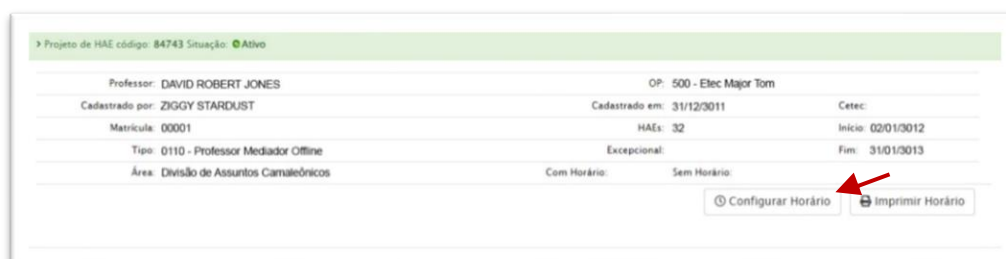 > Projeto de HAE código: 84743 Situação: Ativo
Professor: DAVID ROBERT JONES OP: 500 - Etec Major Tom
Cadastrado por: ZIGGY STARDUST Cadastrado em: 31/12/3011 Cetec:
Matrícula: 00001 HAEs: 32 Início: 02/01/3012
Tipo: 0110 - Professor Mediador Offline Excepcional: Fim: 31/01/3013
Área: Divisão de Assuntos Camaleônicos Com Horário: Sem Horário:
Configurar Horário Imprimir Horário